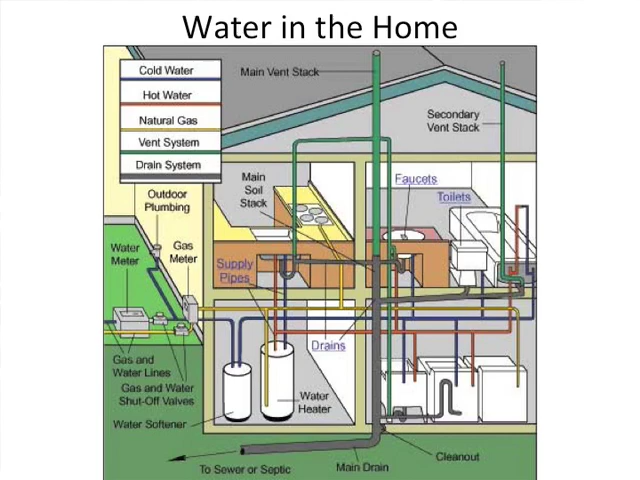 Water in the Home
Cold Water
Hot Water
Natural Gas
Vent System
Drain System
Main Vent Stack
Secondary
Vent Stack
Main
Soil
Stack
Faucets
Toilets
Outdoor
Plumbing
Water
Meter
Gas
Meter
Supply
Pipes
Drains
Gas and
Water Lines
Gas and Water
Shut-Off Valves
Water Softener
Water
Heater
To Sewer or Septic
Main Drain
Cleanout